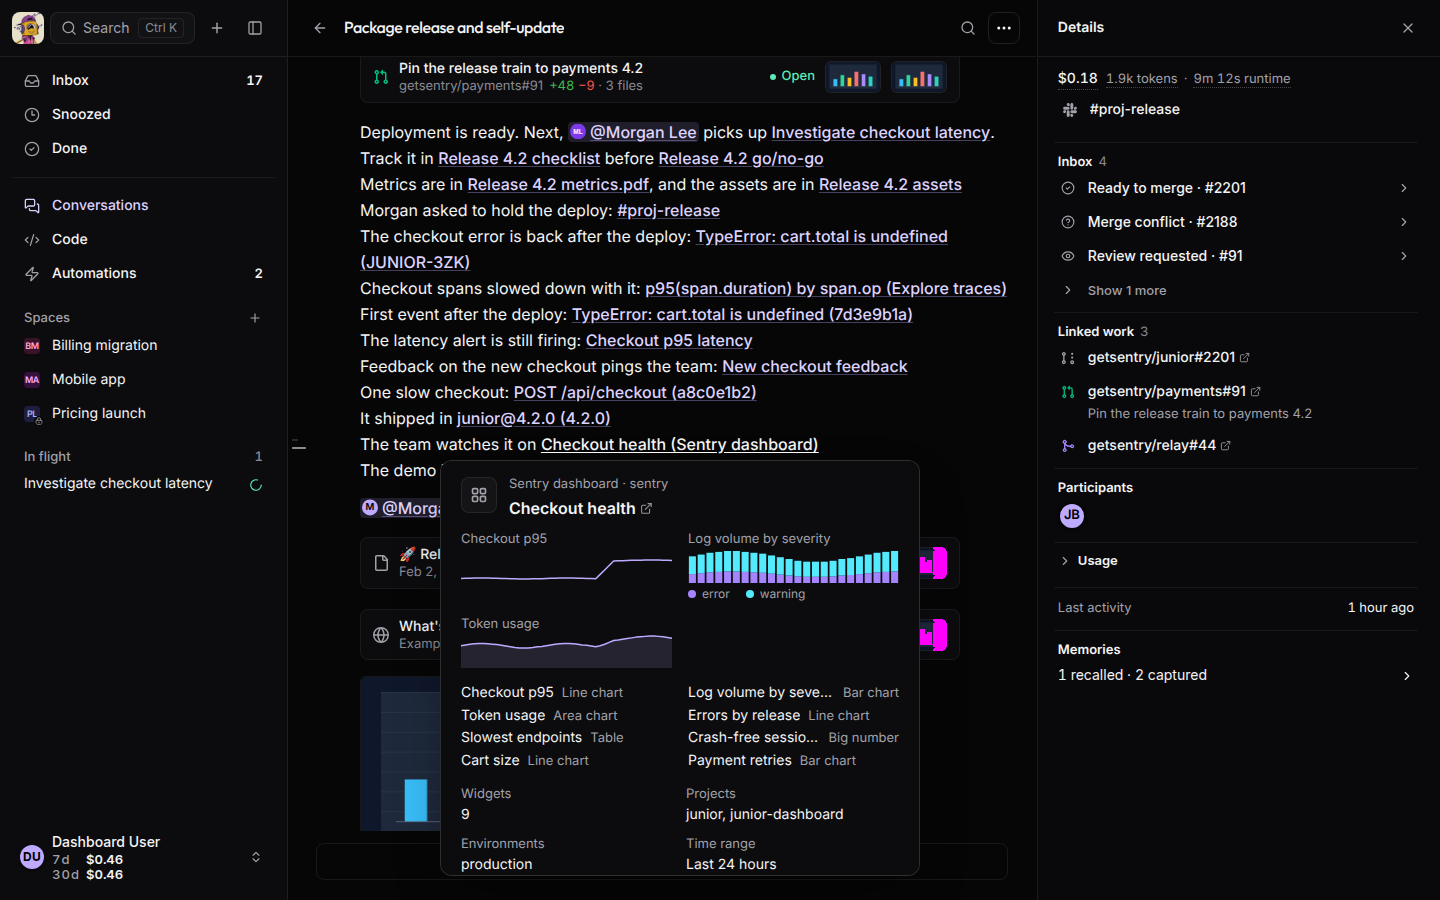 Search Ctrl K
Inbox 17
Snoozed
Done
Conversations
Code
Automations 2
Spaces
BM Billing migration
MA Mobile app
PL Pricing launch
In flight 1
Investigate checkout latency
DU Dashboard User
7d $0.46
30d $0.46
Package release and self-update
Pin the release train to payments 4.2
getsentry/payments#91 +48 −9 · 3 files
Open
Deployment is ready. Next, ML @Morgan Lee picks up Investigate checkout latency.
Track it in Release 4.2 checklist before Release 4.2 go/no-go
Metrics are in Release 4.2 metrics.pdf, and the assets are in Release 4.2 assets
Morgan asked to hold the deploy: #proj-release
The checkout error is back after the deploy: TypeError: cart.total is undefined
(JUNIOR-3ZK)
Checkout spans slowed down with it: p95(span.duration) by span.op (Explore traces)
First event after the deploy: TypeError: cart.total is undefined (7d3e9b1a)
The latency alert is still firing: Checkout p95 latency
Feedback on the new checkout pings the team: New checkout feedback
One slow checkout: POST /api/checkout (a8c0e1b2)
It shipped in junior@4.2.0 (4.2.0)
The team watches it on Checkout health (Sentry dashboard)
The demo
M @Morga
🚀 Rel
Feb 2,
What's
Examp
Sentry dashboard · sentry
Checkout health
Checkout p95
Log volume by severity
error warning
Token usage
Checkout p95 Line chart
Log volume by seve... Bar chart
Token usage Area chart
Errors by release Line chart
Slowest endpoints Table
Crash-free sessio... Big number
Cart size Line chart
Payment retries Bar chart
Widgets
9
Projects
junior, junior-dashboard
Environments
production
Time range
Last 24 hours
Details
$0.18 1.9k tokens · 9m 12s runtime
#proj-release
Inbox 4
Ready to merge · #2201
Merge conflict · #2188
Review requested · #91
Show 1 more
Linked work 3
getsentry/junior#2201
getsentry/payments#91
Pin the release train to payments 4.2
getsentry/relay#44
Participants
JB
Usage
Last activity 1 hour ago
Memories
1 recalled · 2 captured